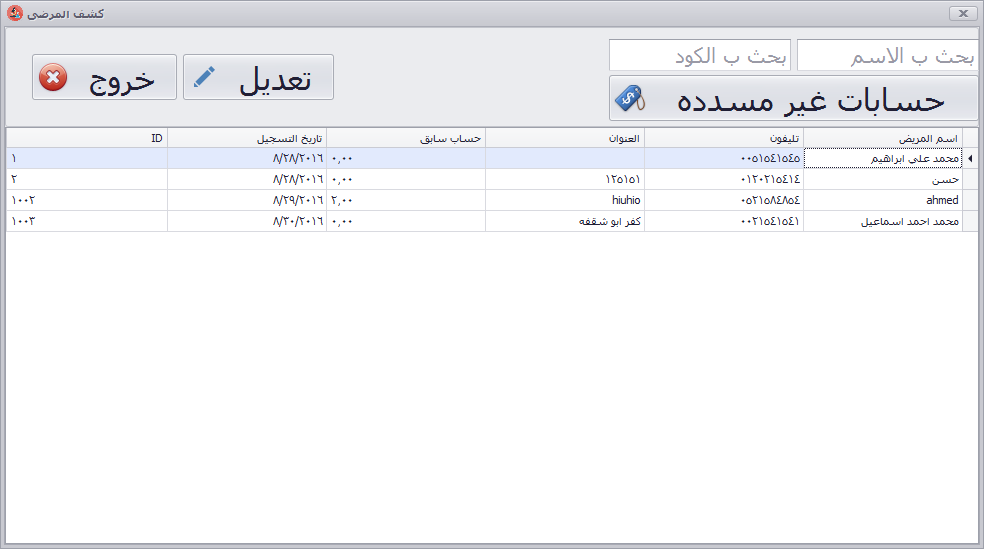 كشف المرضى
بحث ب الاسم بحث ب الكود
تعديل خروج
حسابات غير مسدده
اسم المريض تليفون العنوان حساب سابق تاريخ التسجيل ID
محمد على ابراهيم ٠٠٥١٥٤١٥٤٥ ٠,٠٠ ٨/٢٨/٢٠١٦ ١
حسن ٠١٢٠٢١٥٤١٤ ١٢٥١٥١ ٠,٠٠ ٨/٢٨/٢٠١٦ ٢
ahmed ٠٥٢١٥٨٤٨٥٤ hiuhio ٢,٠٠ ٨/٢٩/٢٠١٦ ١٠٠٢
محمد احمد اسماعيل ٠٠٢١٥٤١٥٤١ كفر ابو شقفه ٠,٠٠ ٨/٣٠/٢٠١٦ ١٠٠٣